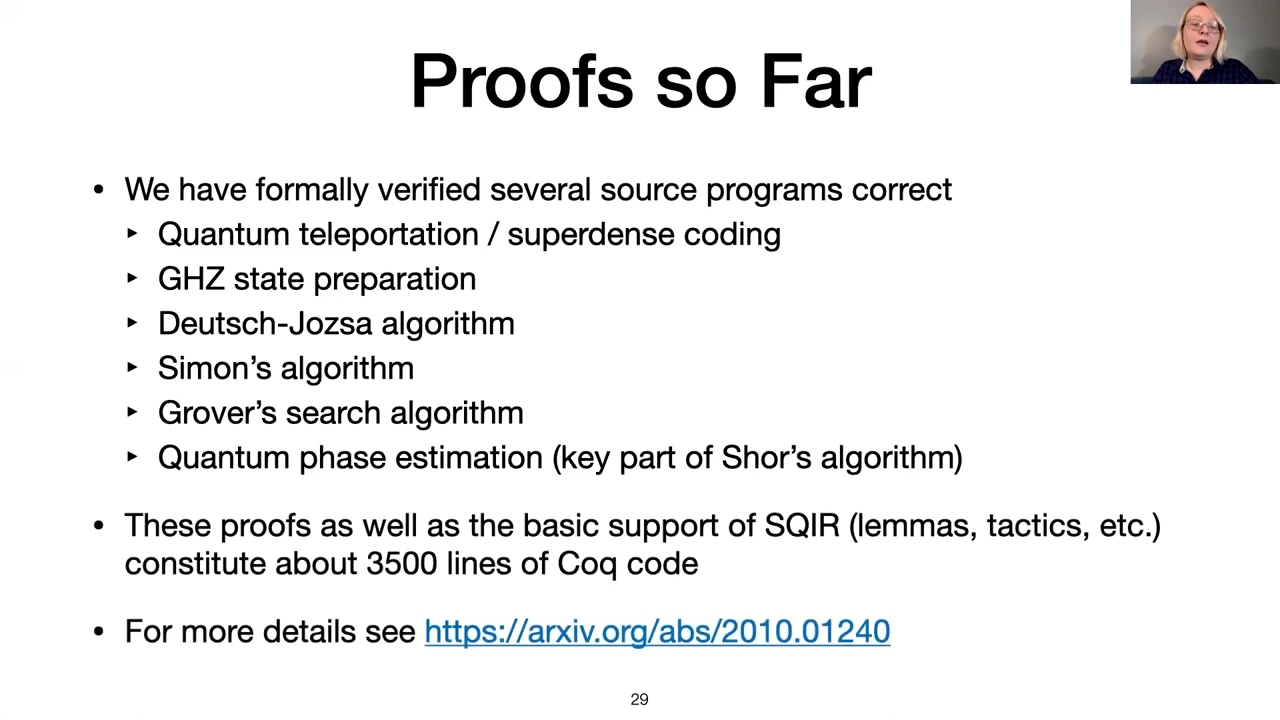 Proofs so Far
• We have formally verified several source programs correct
‣ Quantum teleportation / superdense coding
‣ GHZ state preparation
‣ Deutsch-Jozsa algorithm
‣ Simon’s algorithm
‣ Grover’s search algorithm
‣ Quantum phase estimation (key part of Shor’s algorithm)
• These proofs as well as the basic support of SQIR (lemmas, tactics, etc.)
constitute about 3500 lines of Coq code
• For more details see https://arxiv.org/abs/2010.01240
29